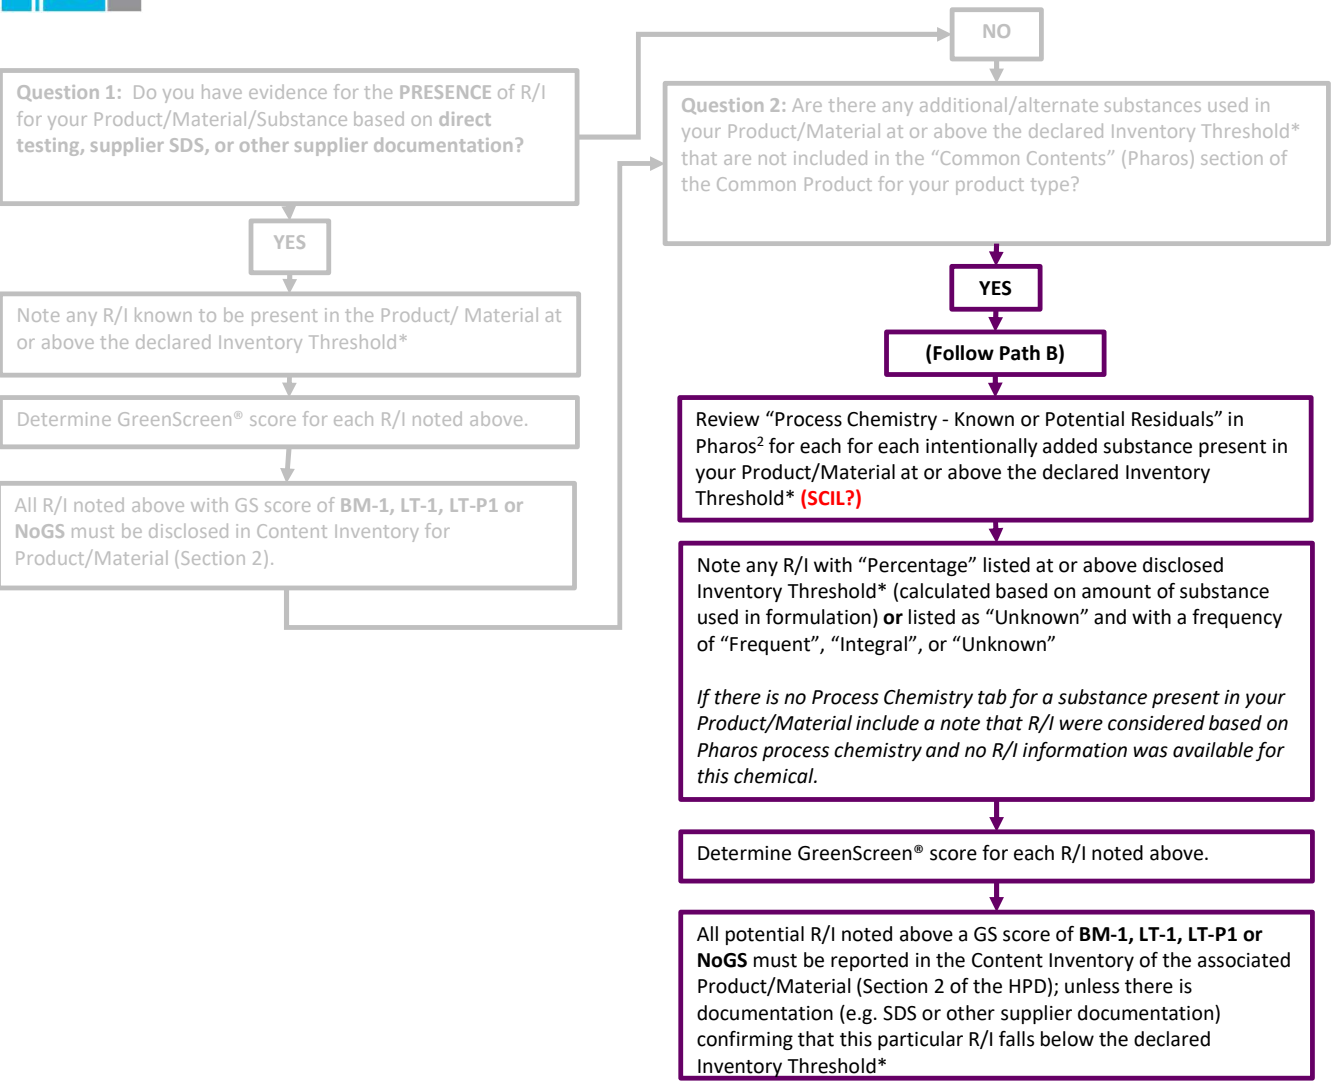 NO
Question 1:  Do you have evidence for the PRESENCE of R/I
for your Product/Material/Substance based on direct
testing, supplier SDS, or other supplier documentation?
Question 2: Are there any additional/alternate substances used in
your Product/Material at or above the declared Inventory Threshold*
that are not included in the “Common Contents” (Pharos) section of
the Common Product for your product type?
YES
Note any R/I known to be present in the Product/ Material at
or above the declared Inventory Threshold*
Determine GreenScreen® score for each R/I noted above.
All R/I noted above with GS score of BM-1, LT-1, LT-P1 or
NoGS must be disclosed in Content Inventory for
Product/Material (Section 2).
YES
(Follow Path B)
Review “Process Chemistry - Known or Potential Residuals” in
Pharos² for each for each intentionally added substance present in
your Product/Material at or above the declared Inventory
Threshold* (SCIL?)
Note any R/I with “Percentage” listed at or above disclosed
Inventory Threshold* (calculated based on amount of substance
used in formulation) or listed as “Unknown” and with a frequency
of “Frequent”, “Integral”, or “Unknown”
If there is no Process Chemistry tab for a substance present in your
Product/Material include a note that R/I were considered based on
Pharos process chemistry and no R/I information was available for
this chemical.
Determine GreenScreen® score for each R/I noted above.
All potential R/I noted above a GS score of BM-1, LT-1, LT-P1 or
NoGS must be reported in the Content Inventory of the associated
Product/Material (Section 2 of the HPD); unless there is
documentation (e.g. SDS or other supplier documentation)
confirming that this particular R/I falls below the declared
Inventory Threshold*